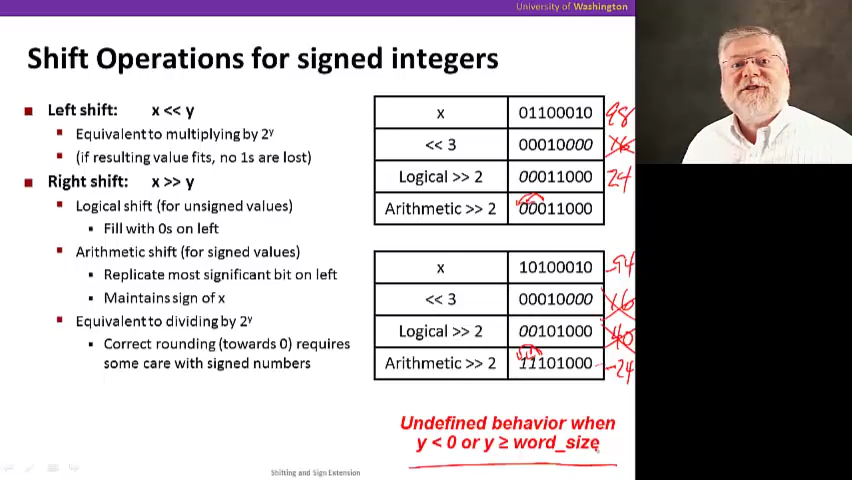 University of Washington
Shift Operations for signed integers
Left shift: x << y
Equivalent to multiplying by 2ʸ
(if resulting value fits, no 1s are lost)
Right shift: x >> y
Logical shift (for unsigned values)
Fill with 0s on left
Arithmetic shift (for signed values)
Replicate most significant bit on left
Maintains sign of x
Equivalent to dividing by 2ʸ
Correct rounding (towards 0) requires
some care with signed numbers
x 01100010 98
<< 3 00010000 16
Logical >> 2 00011000 24
Arithmetic >> 2 00011000
x 10100010 -94
<< 3 00010000 16
Logical >> 2 00101000 40
Arithmetic >> 2 11101000 -24
Undefined behavior when
y < 0 or y ≥ word_size
Shifting and Sign Extension